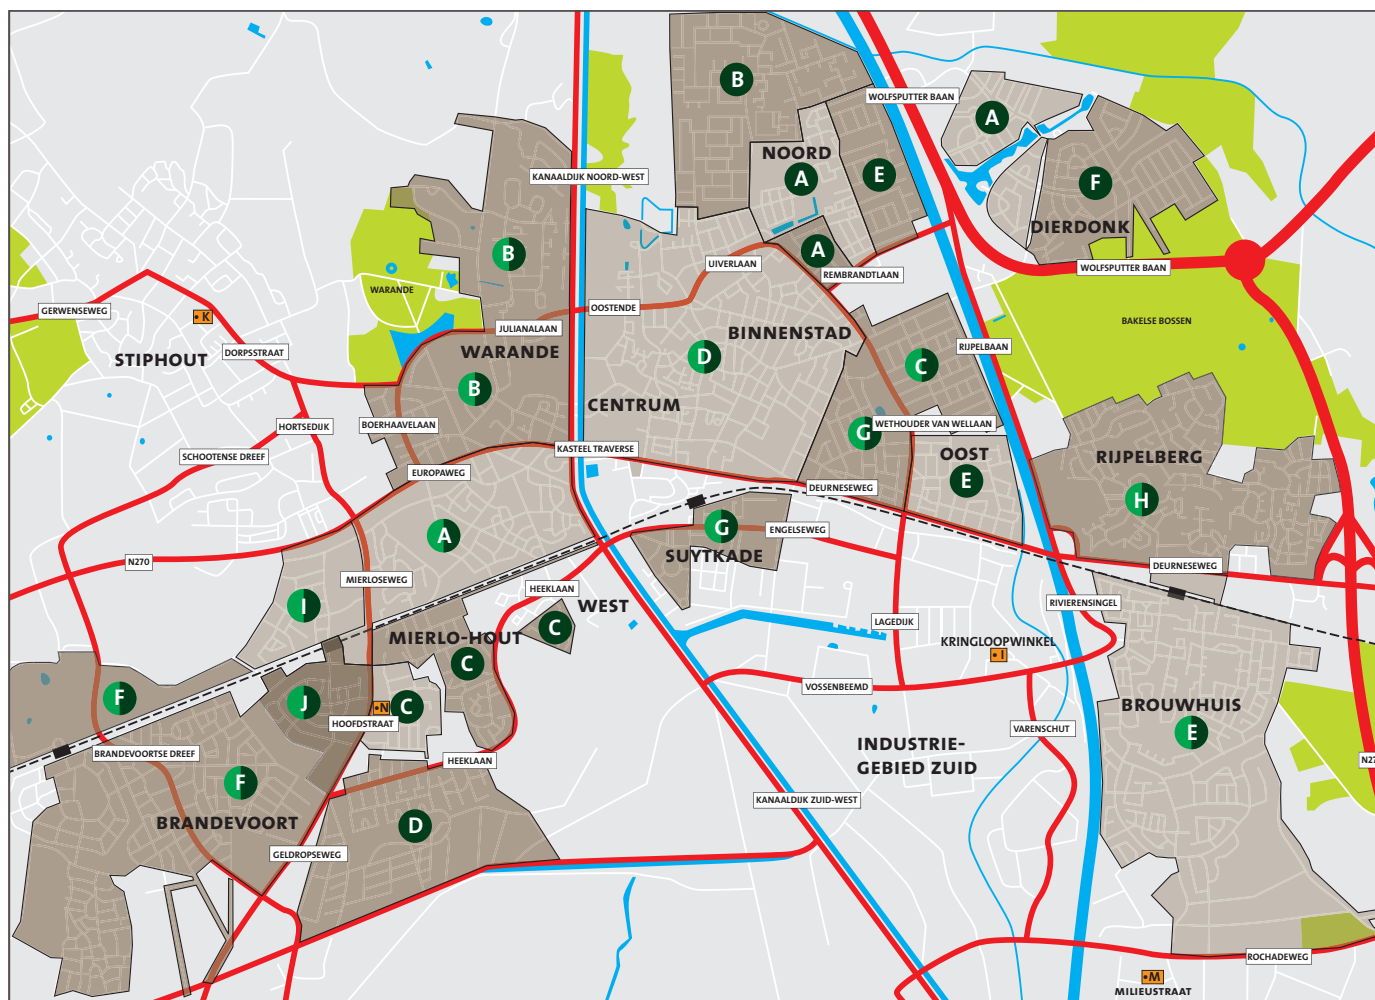 B
WOLFSPUTTER BAAN
A
NOORD
A
E
F
KANAALDIJK NOORD-WEST
DIERDONK
B
A
UIVERLAAN
REMBRANDTLAAN
WOLFSPUTTER BAAN
WARANDE
GERWENSEWEG
K
OOSTENDE
BAKELSE BOSSEN
JULIANALAAN
BINNENSTAD
STIPHOUT
DORPSSTRAAT
WARANDE
D
C
RIJPELBAAN
B
CENTRUM
HORTSEDIJK
BOERHAAVELAAN
WETHOUDER VAN WELLAAN
G
KASTEEL TRAVERSE
SCHOOTENSE DREEF
OOST
RIJPELBERG
EUROPAWEG
E
DEURNESEWEG
H
A
G
ENGELSEWEG
SUYTKADE
N270
DEURNESEWEG
MIERLOSEWEG
HEEKLAAN
I
WEST
RIVIERENSINGEL
LAGEDIJK
C
MIERLO-HOUT
KRINGLOOPWINKEL
I
C
VOSSENBEEMD
F
J
N
C
BROUWHUIS
HOOFDSTRAAT
VARENSCHUT
E
INDUSTRIE-
GEBIED ZUID
BRANDEVOORTSE DREEF
HEEKLAAN
N27
F
KANAALDIJK ZUID-WEST
BRANDEVOORT
D
GELDROPSEWEG
ROCHADEWEG
M
MILIEUSTRAAT